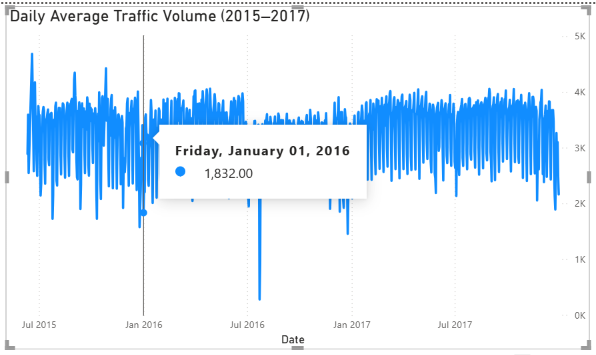 Daily Average Traffic Volume (2015–2017)
5K
4K
3K
2K
1K
0K
Friday, January 01, 2016
1,832.00
Jul 2015
Jan 2016
Jul 2016
Jan 2017
Jul 2017
Date